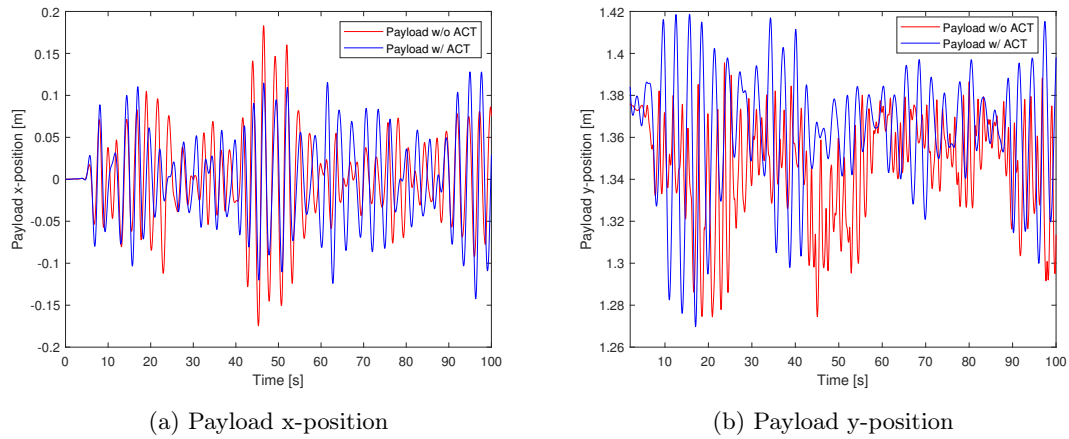 0.2
0.15
0.1
0.05
0
-0.05
-0.1
-0.15
-0.2
Payload x-position [m]
Payload w/o ACT
Payload w/ ACT
0 10 20 30 40 50 60 70 80 90 100
Time [s]
(a) Payload x-position
1.42
1.4
1.38
1.36
1.34
1.32
1.3
1.28
1.26
Payload y-position [m]
Payload w/o ACT
Payload w/ ACT
10 20 30 40 50 60 70 80 90 100
Time [s]
(b) Payload y-position